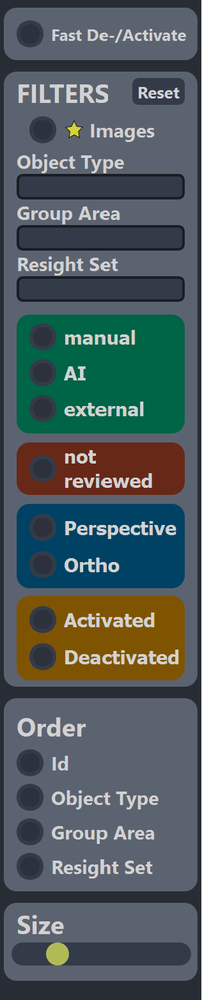 Fast De-/Activate
FILTERS
Reset
Images
Object Type
Group Area
Resight Set
manual
AI
external
not
reviewed
Perspective
Ortho
Activated
Deactivated
Order
Id
Object Type
Group Area
Resight Set
Size